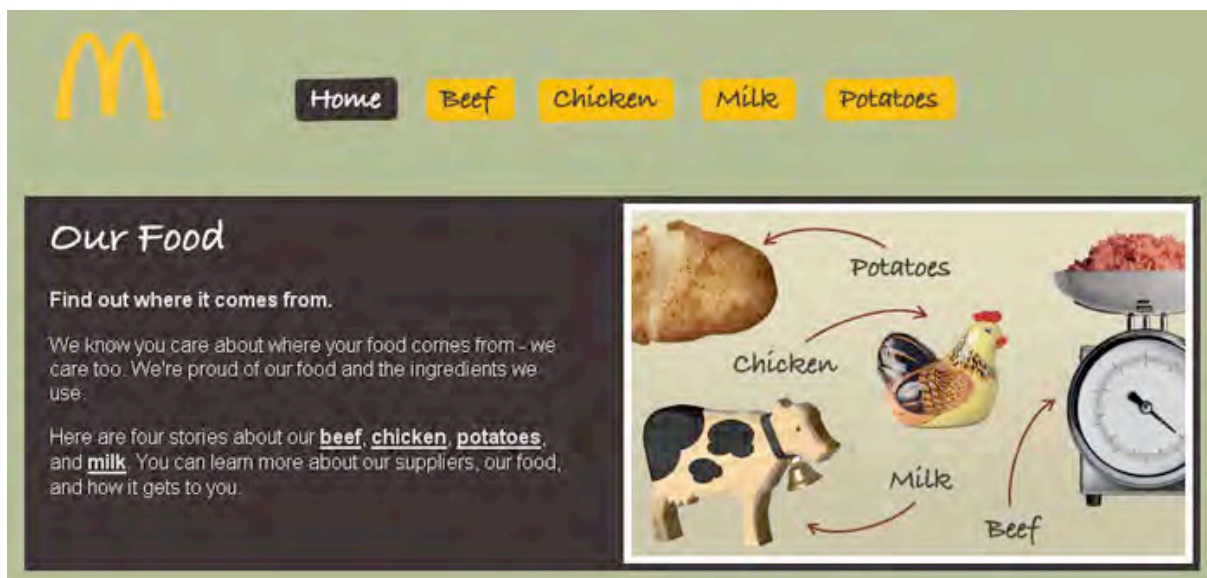 Home Beef Chicken Milk Potatoes
Our Food
Find out where it comes from.
We know you care about where your food comes from - we
care too. We're proud of our food and the ingredients we
use.
Here are four stories about our beef, chicken, potatoes,
and milk. You can learn more about our suppliers, our food,
and how it gets to you.
Potatoes
Chicken
Milk
Beef